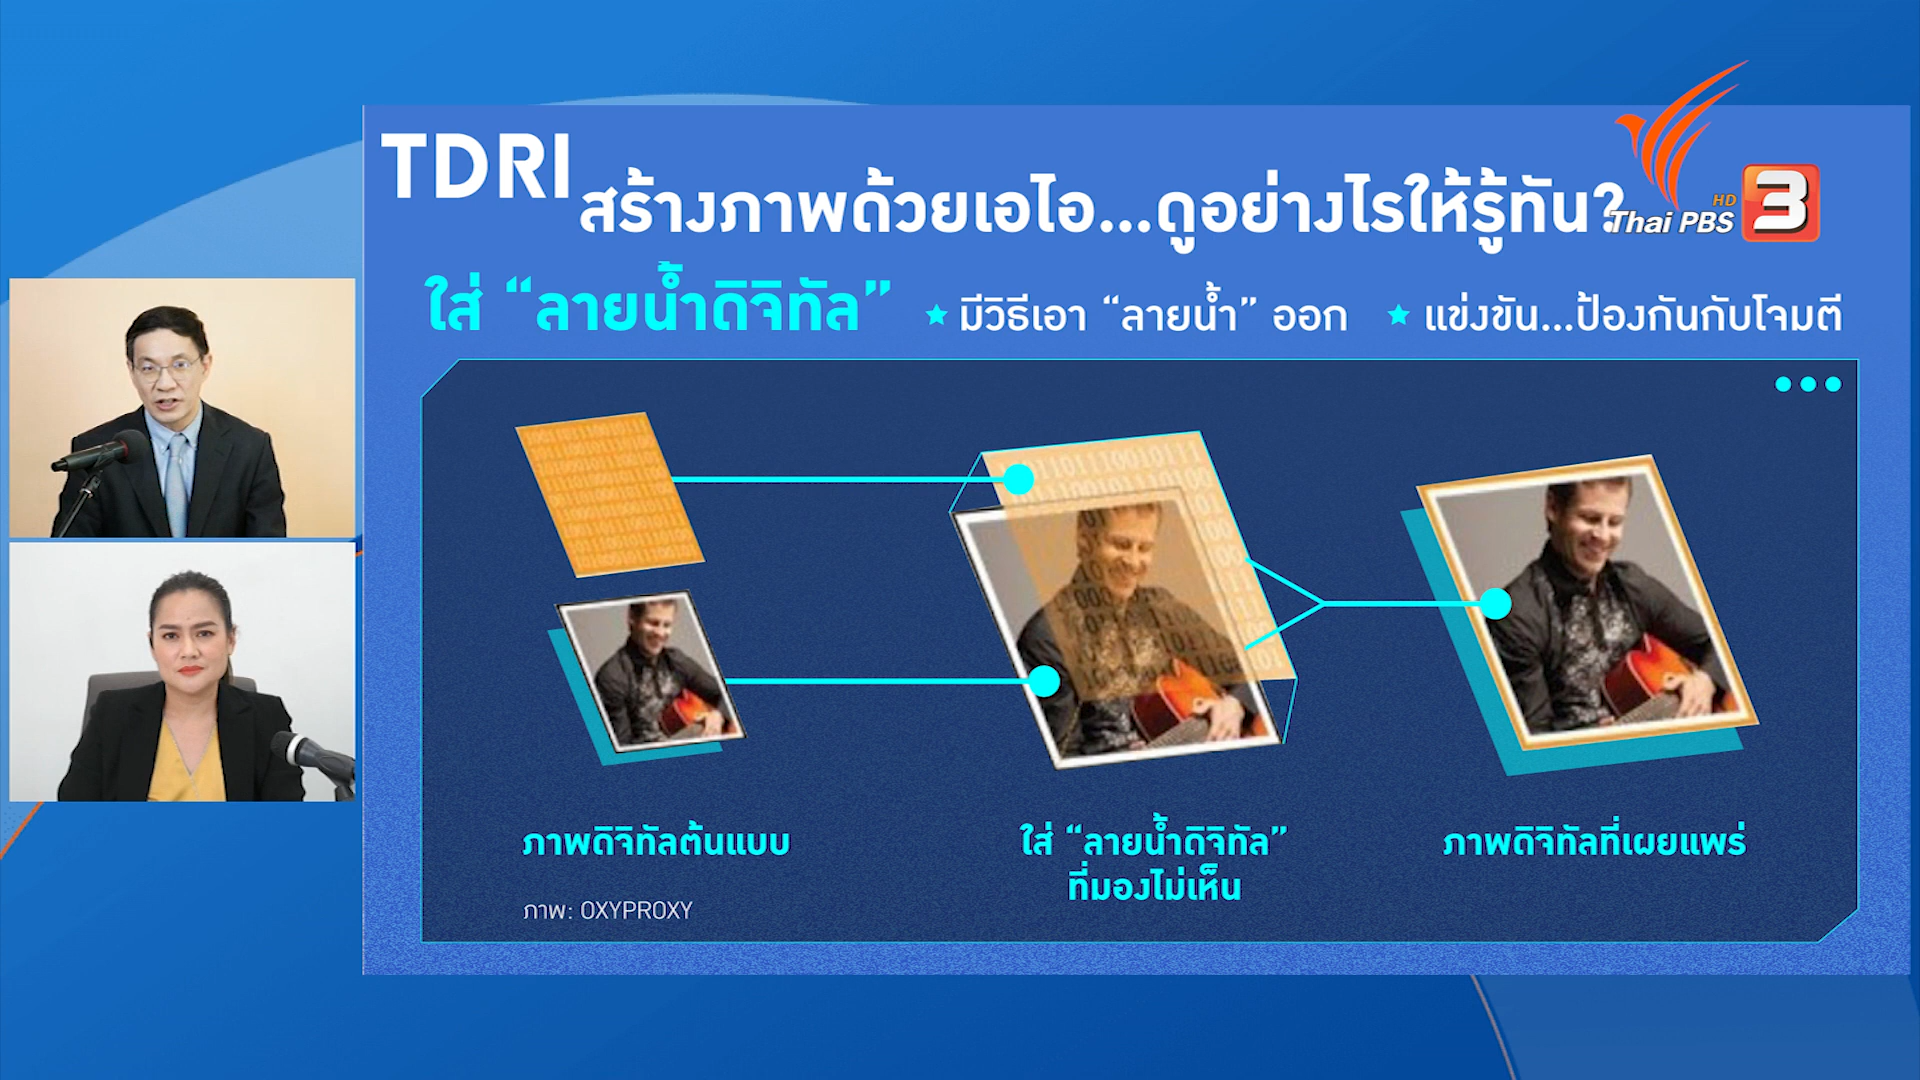 TDRI
สร้างภาพด้วยเอไอ...ดูอย่างไรให้รู้ทัน?
HD
Thai PBS
3
ใส่ “ลายน้ำดิจิทัล”
มีวิธีเอา “ลายน้ำ” ออก
แข่งขัน...ป้องกันกับโจมตี
ภาพดิจิทัลต้นแบบ
ใส่ “ลายน้ำดิจิทัล”
ที่มองไม่เห็น
ภาพดิจิทัลที่เผยแพร่
ภาพ: OXYPROXY